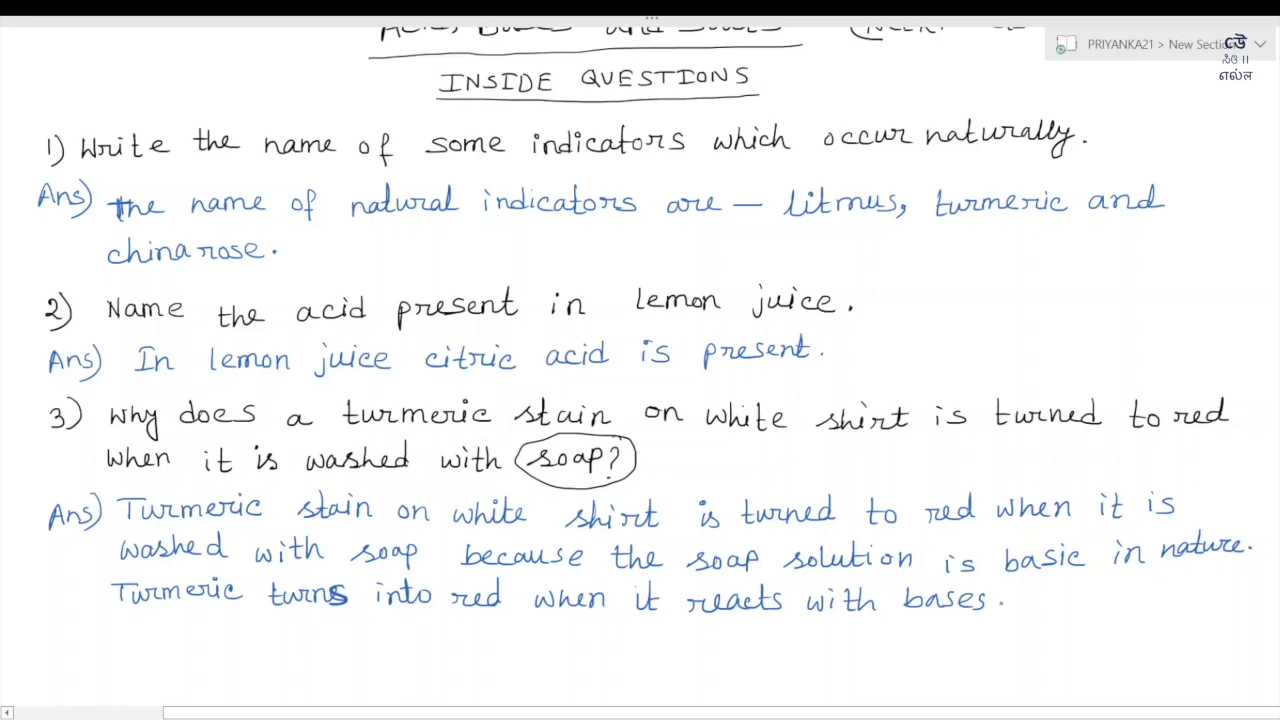 INSIDE QUESTIONS
PRIYANKA21 > New Section
1) Write the name of some indicators which occur naturally.
Ans) The name of natural indicators are – litmus, turmeric and
china rose.
2) Name the acid present in lemon juice.
Ans) In lemon juice citric acid is present.
3) Why does a turmeric stain on white shirt is turned to red
when it is washed with soap?
Ans) Turmeric stain on white shirt is turned to red when it is
washed with soap because the soap solution is basic in nature.
Turmeric turns into red when it reacts with bases.